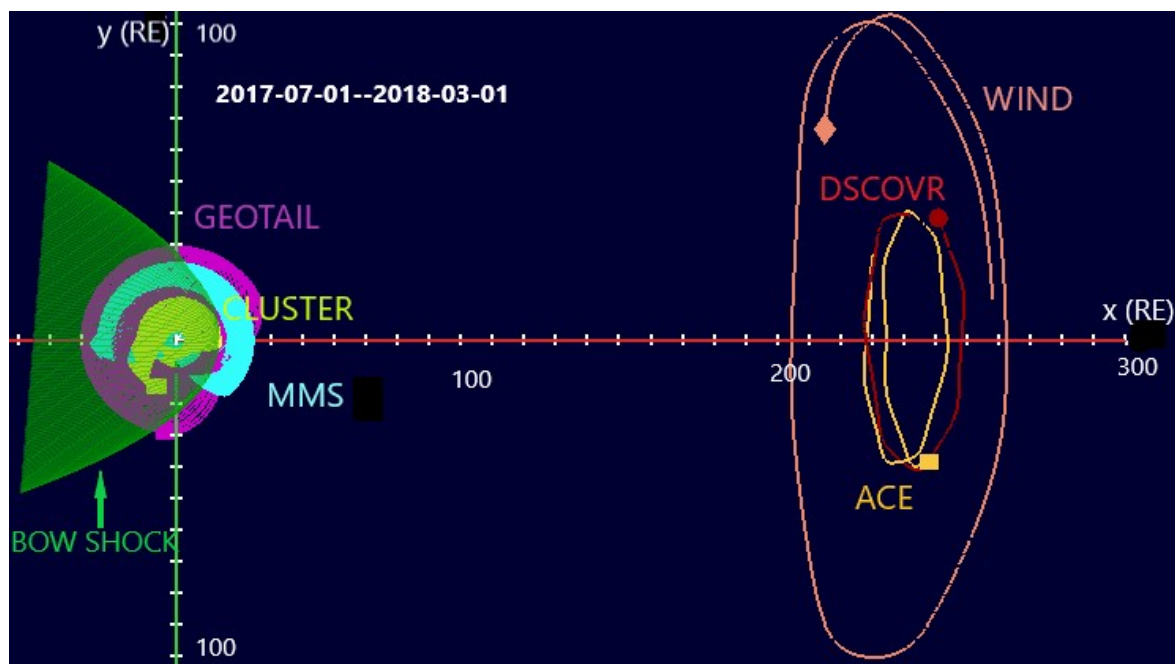 y (RE)
100
2017-07-01--2018-03-01
WIND
DSCOVR
GEOTAIL
CLUSTER
x (RE)
100
200
300
MMS
ACE
BOW SHOCK
100